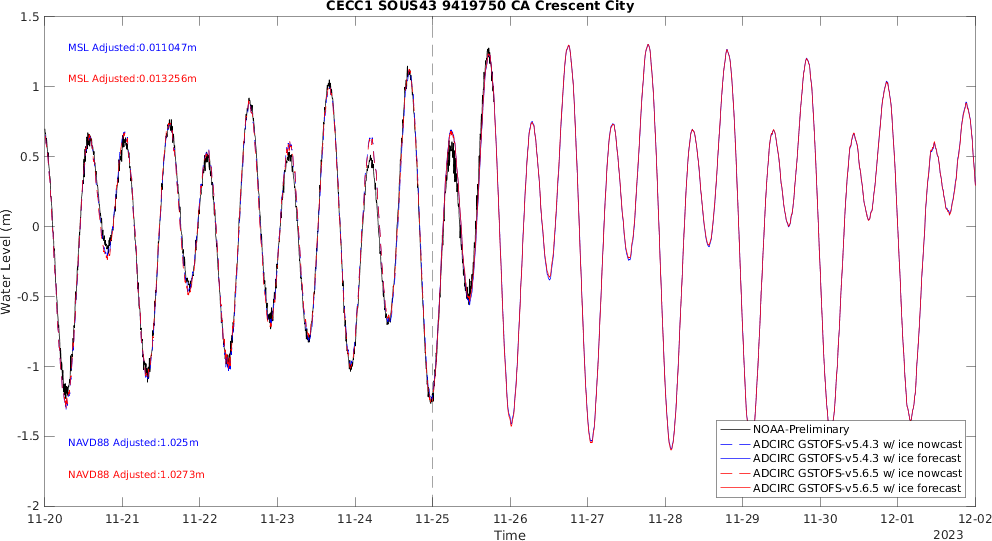 CECC1 SOUS43 9419750 CA Crescent City
1.5
1
0.5
0
-0.5
-1
-1.5
-2
Water Level (m)
MSL Adjusted:0.011047m
MSL Adjusted:0.013256m
NAVD88 Adjusted:1.025m
NAVD88 Adjusted:1.0273m
NOAA-Preliminary
ADCIRC GSTOFS-v5.4.3 w/ ice nowcast
ADCIRC GSTOFS-v5.4.3 w/ ice forecast
ADCIRC GSTOFS-v5.6.5 w/ ice nowcast
ADCIRC GSTOFS-v5.6.5 w/ ice forecast
11-20 11-21 11-22 11-23 11-24 11-25 11-26 11-27 11-28 11-29 11-30 12-01 12-02
Time
2023